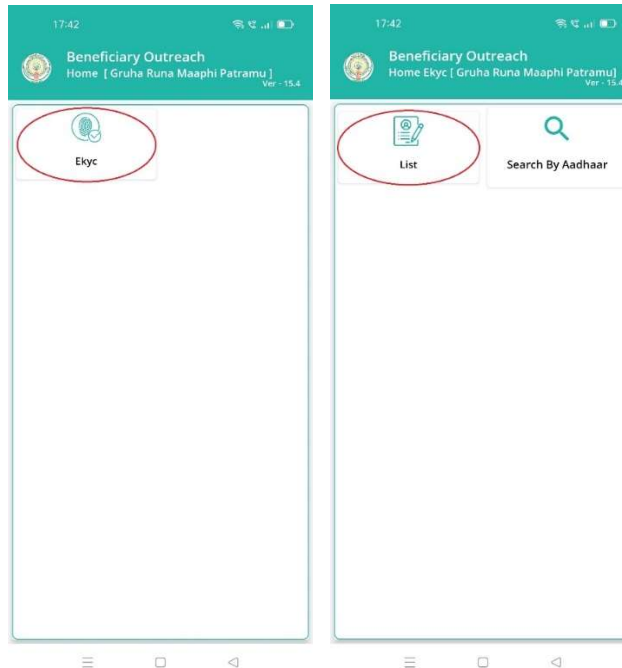 17:42
Beneficiary Outreach
Home [ Gruha Runa Maaphi Patramu ]
Ver - 15.4
Ekyc
17:42
Beneficiary Outreach
Home Ekyc [ Gruha Runa Maaphi Patramu]
Ver - 15.4
List
Search By Aadhaar